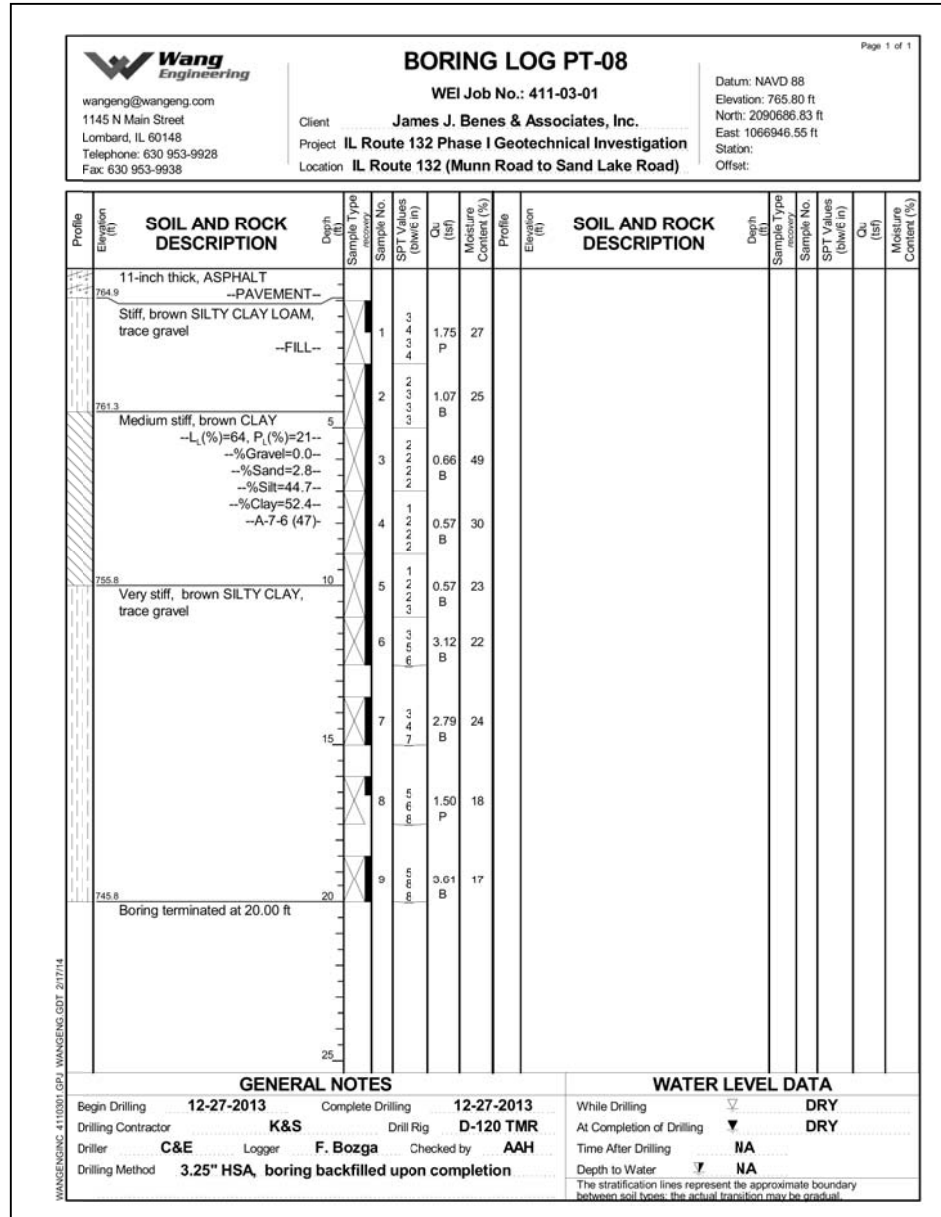 Wang
Engineering
wangeng@wangeng.com
1145 N Main Street
Lombard, IL 60148
Telephone: 630 953-9928
Fax: 630 953-9938
BORING LOG PT-08
WEI Job No.: 411-03-01
Client James J. Benes & Associates, Inc.
Project IL Route 132 Phase I Geotechnical Investigation
Location IL Route 132 (Munn Road to Sand Lake Road)
Page 1 of 1
Datum: NAVD 88
Elevation: 765.80 ft
North: 2090686.83 ft
East: 1066946.55 ft
Station:
Offset:
Profile Elevation (ft) SOIL AND ROCK DESCRIPTION Depth (ft) Sample Type recovery Sample No. SPT Values (blw/6 in) Qu (tsf) Moisture Content (%) Profile Elevation (ft) SOIL AND ROCK DESCRIPTION Depth (ft) Sample Type recovery Sample No. SPT Values (blw/6 in) Qu (tsf) Moisture Content (%)
11-inch thick, ASPHALT
764.9 --PAVEMENT--
Stiff, brown SILTY CLAY LOAM,
trace gravel
--FILL--
1 3 4 3 4 1.75 P 27
2 2 3 3 3 1.07 B 25
761.3
Medium stiff, brown CLAY 5
--LL(%)=64, PL(%)=21--
--%Gravel=0.0--
--%Sand=2.8--
--%Silt=44.7--
--%Clay=52.4--
--A-7-6 (47)-
3 2 2 2 2 0.66 B 49
4 1 2 2 2 0.57 B 30
755.8 10
Very stiff, brown SILTY CLAY,
trace gravel
5 1 2 2 3 0.57 B 23
6 3 5 6 3.12 B 22
7 3 4 7 2.79 B 24
15
8 5 6 8 1.50 P 18
9 5 8 8 3.61 B 17
745.8 20
Boring terminated at 20.00 ft
25
WANGENGINC 4110301.GPJ WANGENG.GDT 2/17/14
GENERAL NOTES
Begin Drilling 12-27-2013 Complete Drilling 12-27-2013
Drilling Contractor K&S Drill Rig D-120 TMR
Driller C&E Logger F. Bozga Checked by AAH
Drilling Method 3.25" HSA, boring backfilled upon completion
WATER LEVEL DATA
While Drilling DRY
At Completion of Drilling DRY
Time After Drilling NA
Depth to Water NA
The stratification lines represent the approximate boundary
between soil types; the actual transition may be gradual.